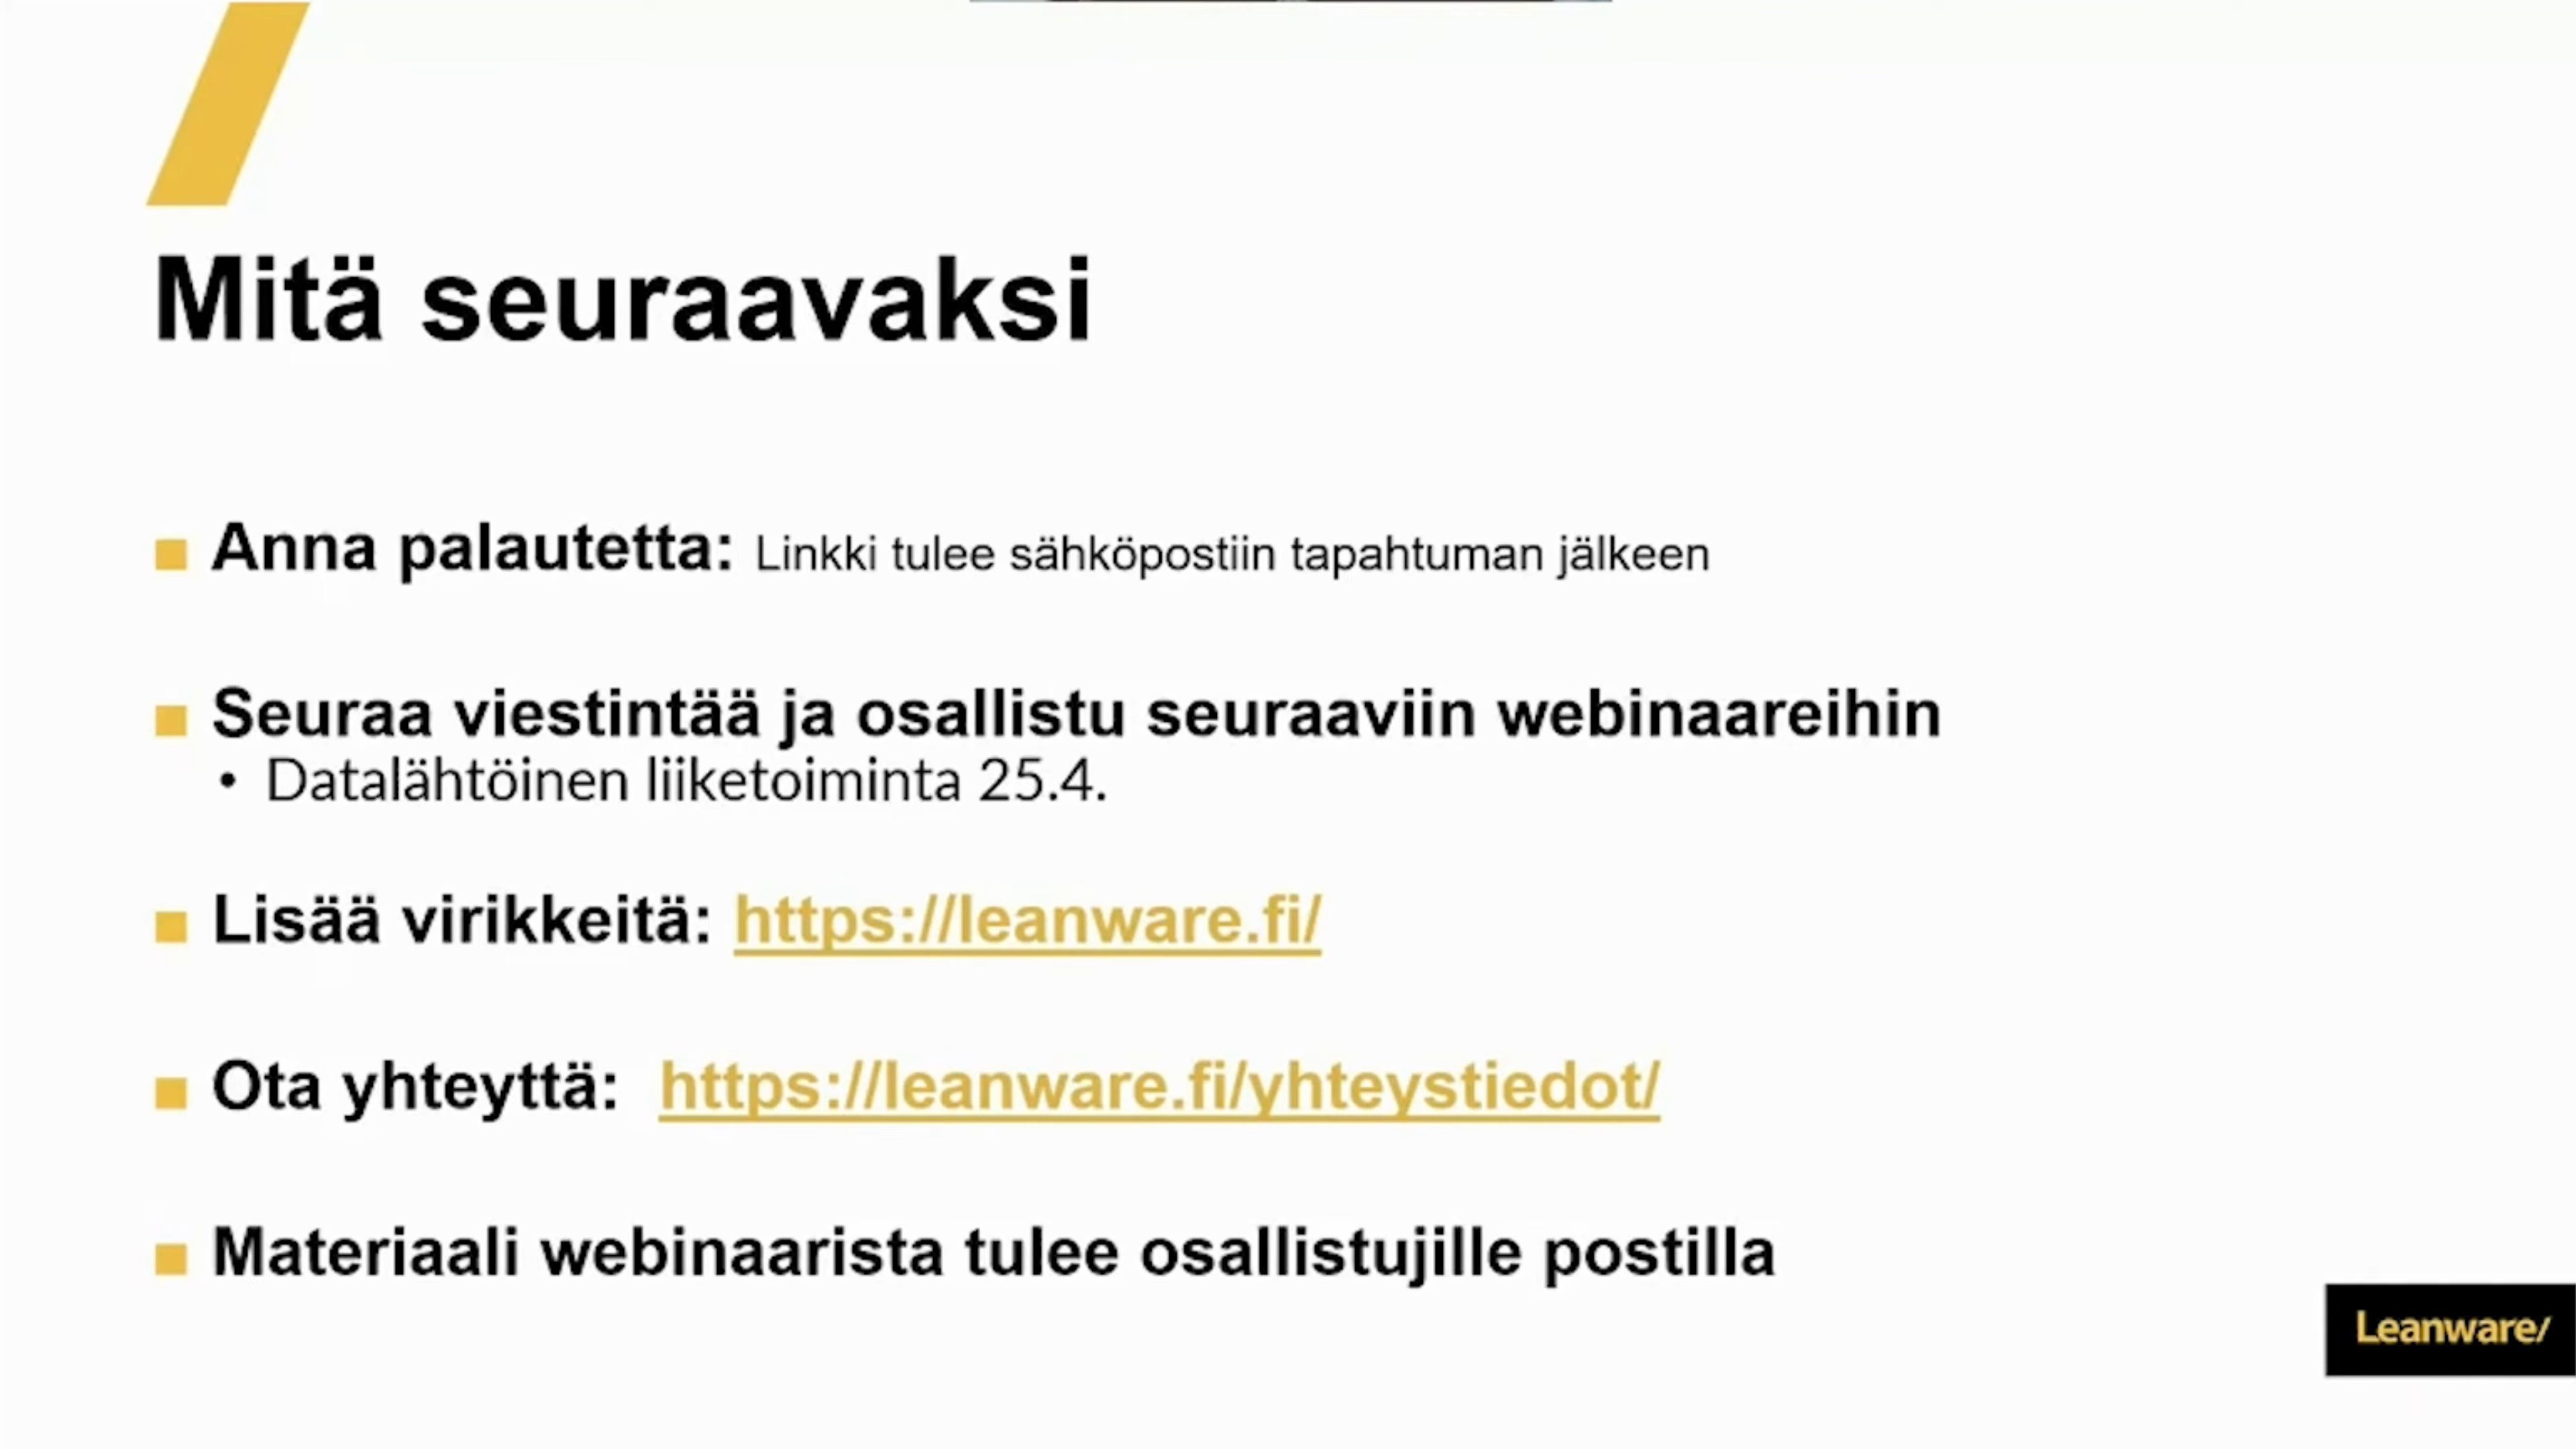 Mitä seuraavaksi
Anna palautetta: Linkki tulee sähköpostiin tapahtuman jälkeen
Seuraa viestintää ja osallistu seuraaviin webinaareihin
• Datalähtöinen liiketoiminta 25.4.
Lisää virikkeitä: https://leanware.fi/
Ota yhteyttä: https://leanware.fi/yhteystiedot/
Materiaali webinaarista tulee osallistujille postilla
Leanware/